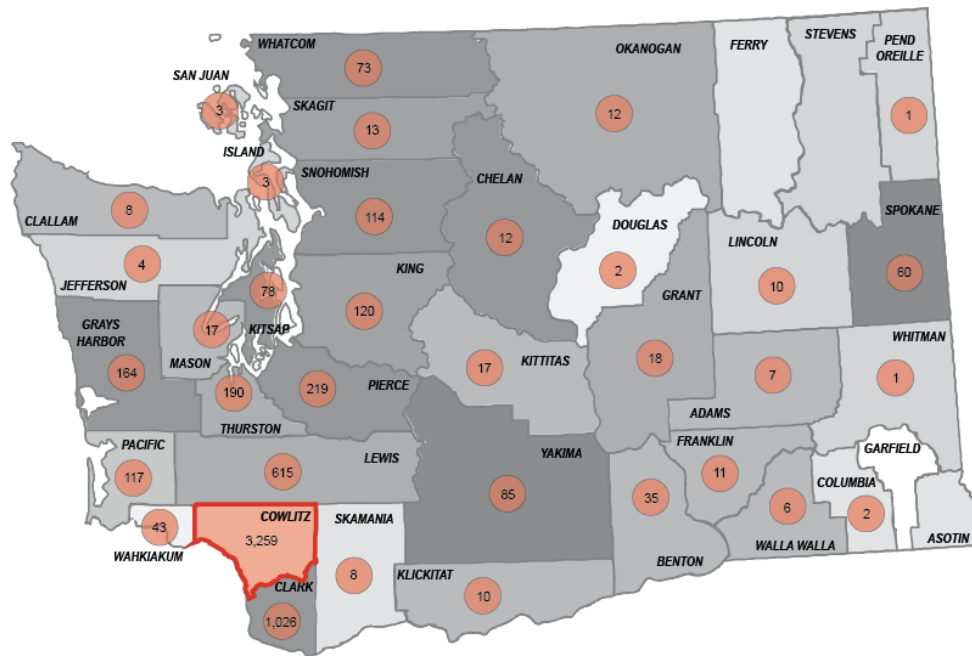 WHATCOM
73
SAN JUAN
3
SKAGIT
13
ISLAND
3
SNOHOMISH
114
CHELAN
12
OKANOGAN
12
FERRY
STEVENS
PEND
OREILLE
1
SPOKANE
60
CLALLAM
8
JEFFERSON
4
KITSAP
78
KING
120
DOUGLAS
2
GRANT
18
LINCOLN
10
GRAYS
HARBOR
164
MASON
17
THURSTON
190
PIERCE
219
KITTITAS
17
ADAMS
7
WHITMAN
1
PACIFIC
117
LEWIS
615
YAKIMA
85
BENTON
35
FRANKLIN
11
WALLA WALLA
6
COLUMBIA
2
GARFIELD
ASOTIN
WAHKIAKUM
43
COWLITZ
3,259
SKAMANIA
8
KLICKITAT
10
CLARK
1,026